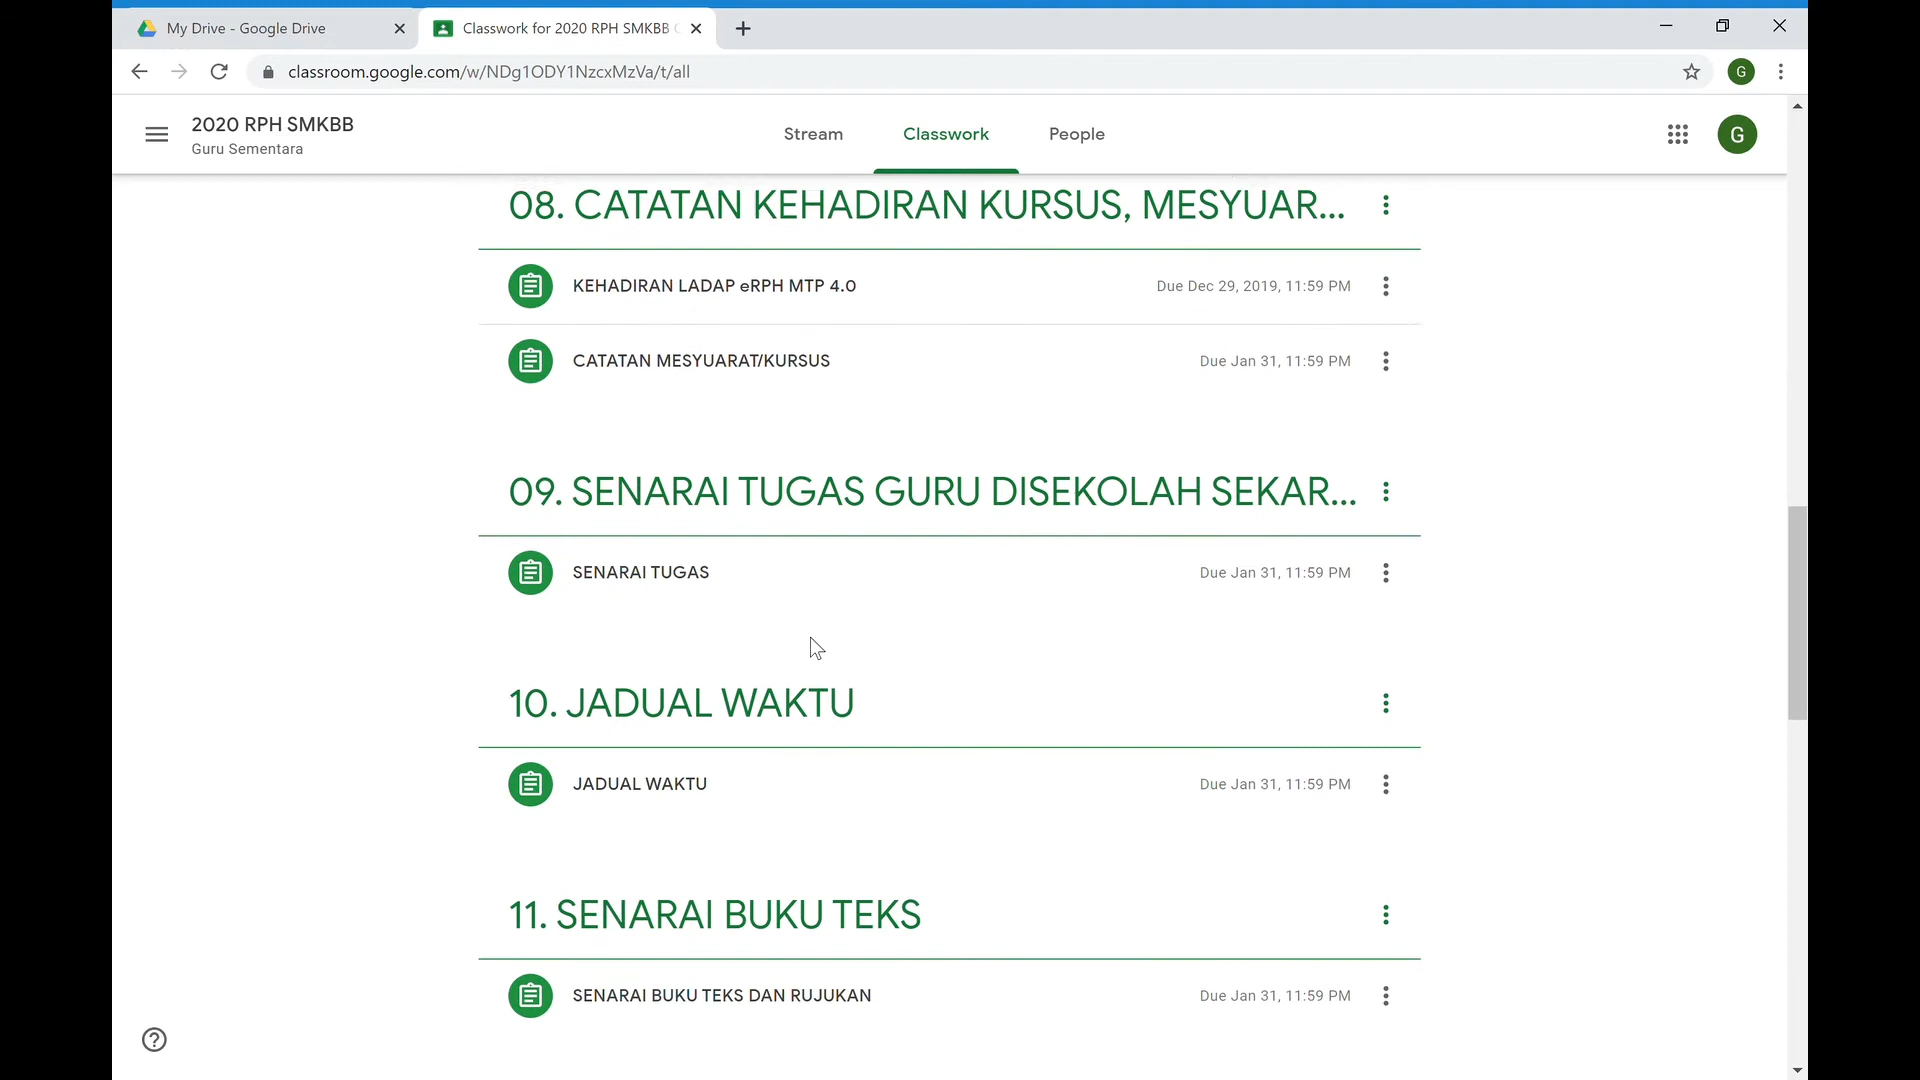 My Drive - Google Drive
Classwork for 2020 RPH SMKBB
classroom.google.com/w/NDg1ODY1NzcxMzVa/t/all
G
2020 RPH SMKBB
Guru Sementara
Stream
Classwork
People
G
08. CATATAN KEHADIRAN KURSUS, MESYUAR...
KEHADIRAN LADAP eRPH MTP 4.0
Due Dec 29, 2019, 11:59 PM
CATATAN MESYUARAT/KURSUS
Due Jan 31, 11:59 PM
09. SENARAI TUGAS GURU DISEKOLAH SEKAR...
SENARAI TUGAS
Due Jan 31, 11:59 PM
10. JADUAL WAKTU
JADUAL WAKTU
Due Jan 31, 11:59 PM
11. SENARAI BUKU TEKS
SENARAI BUKU TEKS DAN RUJUKAN
Due Jan 31, 11:59 PM